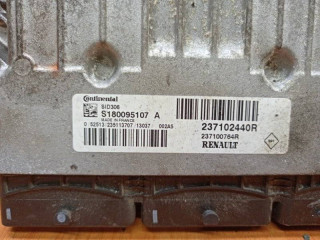 Continental
SID306
S180095107 A
MADE IN FRANCE
237102440R
237100784R
RENAULT